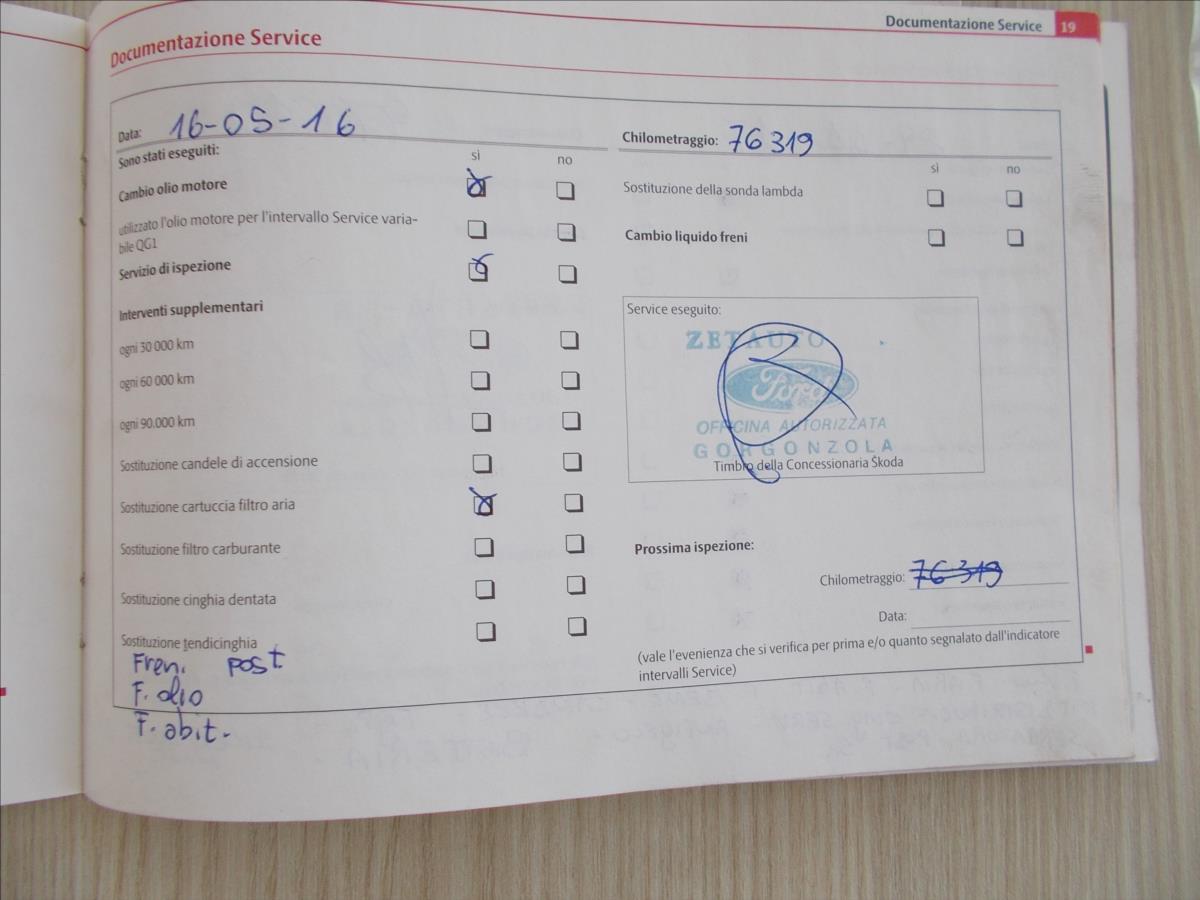 Documentazione Service 19
Documentazione Service
Data: 16-05-16
Sono stati eseguiti:
sì no
Cambio olio motore
utilizzato l'olio motore per l'intervallo Service varia-
bile QG1
Servizio di ispezione
Interventi supplementari
ogni 30 000 km
ogni 60 000 km
ogni 90.000 km
Sostituzione candele di accensione
Sostituzione cartuccia filtro aria
Sostituzione filtro carburante
Sostituzione cinghia dentata
Sostituzione tendicinghia
Freni post
F. olio
F. abit.
Chilometraggio: 76 319
sì no
Sostituzione della sonda lambda
Cambio liquido freni
Service eseguito:
ZETAUTO
Ford
OFFICINA AUTORIZZATA
GORGONZOLA
Timbro della Concessionaria Škoda
Prossima ispezione:
Chilometraggio: 76 319
Data:
(vale l'evenienza che si verifica per prima e/o quanto segnalato dall'indicatore
intervalli Service)